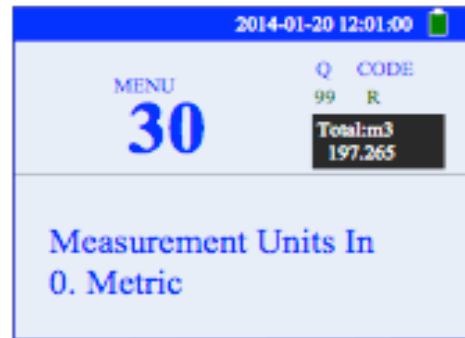 2014-01-20 12:01:00
MENU
30
Q CODE
99 R
Total:m3
197.265
Measurement Units In
0. Metric